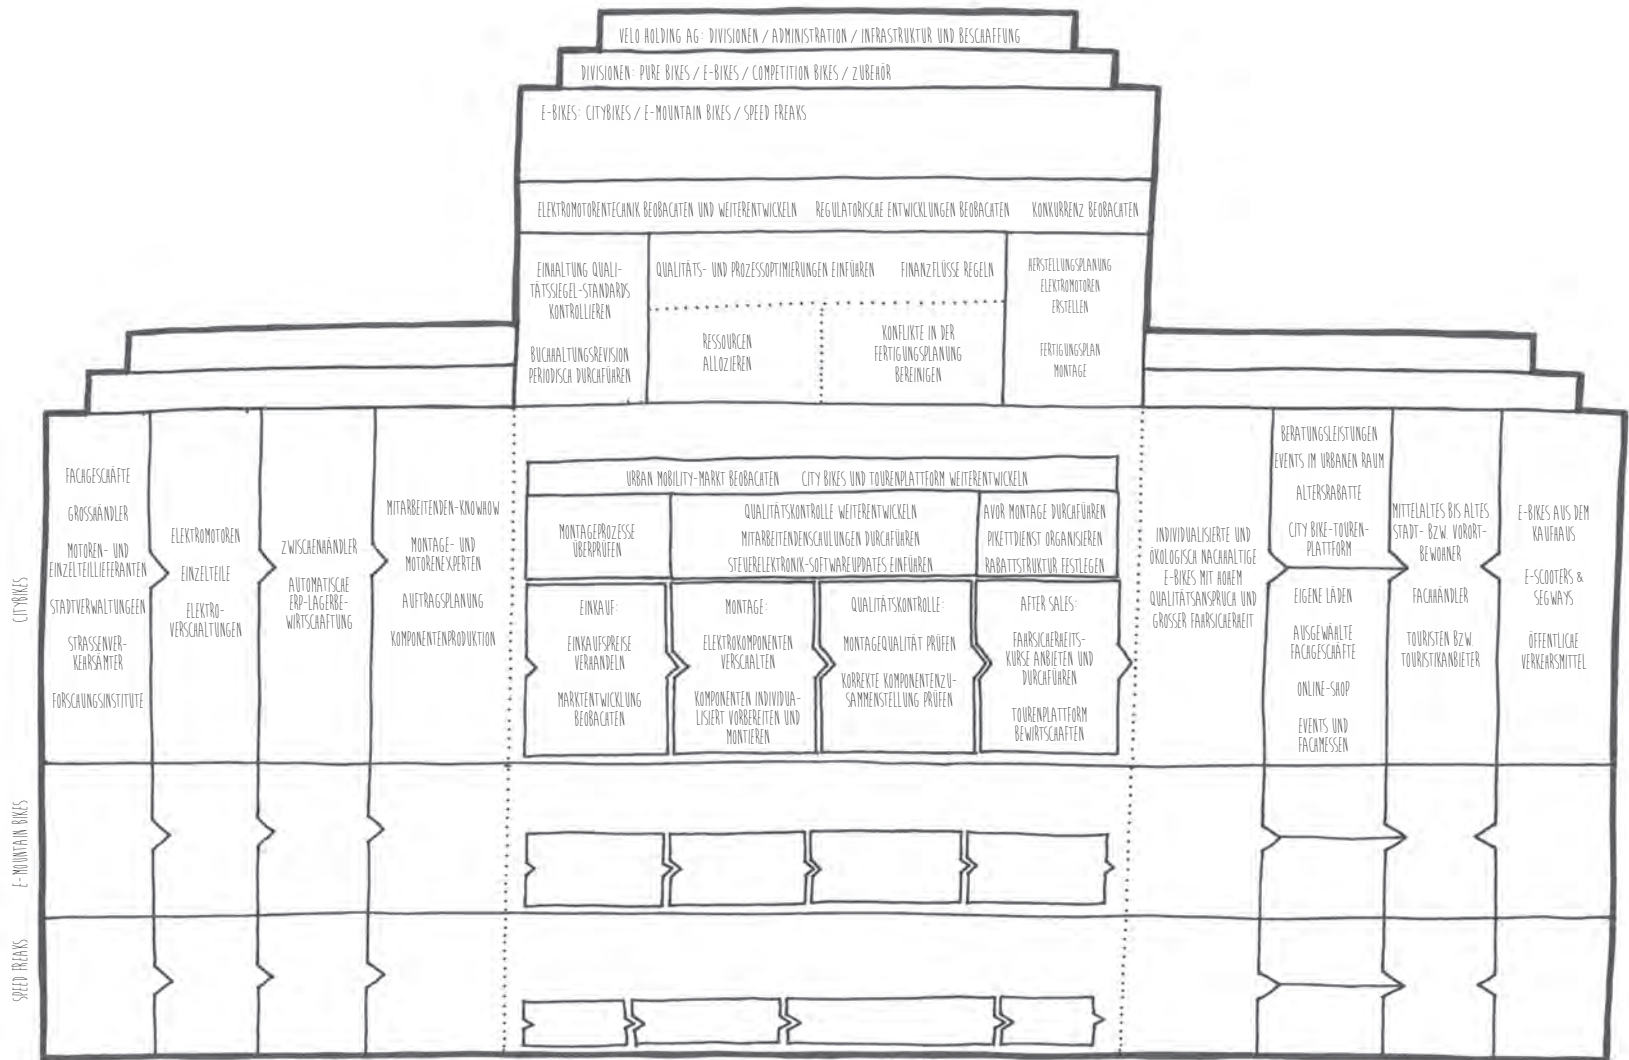 VELO HOLDING AG: DIVISIONEN / ADMINISTRATION / INFRASTRUKTUR UND BESCHAFFUNG
DIVISIONEN: PURE BIKES / E-BIKES / COMPETITION BIKES / ZUBEHÖR
E-BIKES: CITYBIKES / E-MOUNTAIN BIKES / SPEED FREAKS
ELEKTROMOTORENTECHNIK BEOBACHTEN UND WEITERENTWICKELN
REGULATORISCHE ENTWICKLUNGEN BEOBACHTEN
KONKURRENZ BEOBACHTEN
EINHALTUNG QUALI-
TÄTSSIEGEL-STANDARDS
KONTROLLIEREN
BUCHHALTUNGSREVISION
PERIODISCH DURCHFÜHREN
QUALITÄTS- UND PROZESSOPTIMIERUNGEN EINFÜHREN
FINANZFLÜSSE REGELN
RESSOURCEN
ALLOZIEREN
KONFLIKTE IN DER
FERTIGUNGSPLANUNG
BEREINIGEN
HERSTELLUNGSPLANUNG
ELEKTROMOTOREN
ERSTELLEN
FERTIGUNGSPLAN
MONTAGE
CITYBIKES
FACHGESCHÄFTE
GROSSHÄNDLER
MOTOREN- UND
EINZELTEILLIEFERANTEN
STADTVERWALTUNGEEN
STRASSENVER-
KEHRSÄMTER
FORSCHUNGSINSTITUTE
ELEKTROMOTOREN
EINZELTEILE
ELEKTRO-
VERSCHALTUNGEN
ZWISCHENHÄNDLER
AUTOMATISCHE
ERP-LAGERBE-
WIRTSCHAFTUNG
MITARBEITENDEN-KNOWHOW
MONTAGE- UND
MOTORENEXPERTEN
AUFTRAGSPLANUNG
KOMPONENTENPRODUKTION
URBAN MOBILITY-MARKT BEOBACHTEN
CITY BIKES UND TOURENPLATTFORM WEITERENTWICKELN
MONTAGEPROZESSE
ÜBERPRÜFEN
QUALITÄTSKONTROLLE WEITERENTWICKELN
MITARBEITENDENSCHULUNGEN DURCHFÜHREN
STEUERELEKTRONIK-SOFTWAREUPDATES EINFÜHREN
AVOR MONTAGE DURCHFÜHREN
PIKETTDIENST ORGANISIEREN
RABATTSTRUKTUR FESTLEGEN
EINKAUF:
EINKAUFSPREISE
VERHANDELN
MARKTENTWICKLUNG
BEOBACHTEN
MONTAGE:
ELEKTROKOMPONENTEN
VERSCHALTEN
KOMPONENTEN INDIVIDUA-
LISIERT VORBEREITEN UND
MONTIEREN
QUALITÄTSKONTROLLE:
MONTAGEQUALITÄT PRÜFEN
KORREKTE KOMPONENTENZU-
SAMMENSTELLUNG PRÜFEN
AFTER SALES:
FAHRSICHERHEITS-
KURSE ANBIETEN UND
DURCHFÜHREN
TOURENPLATTFORM
BEWIRTSCHAFTEN
INDIVIDUALISIERTE UND
ÖKOLOGISCH NACHHALTIGE
E-BIKES MIT HOHEM
QUALITÄTSANSPRUCH UND
GROSSER FAHRSICHERHEIT
BERATUNGSLEISTUNGEN
EVENTS IM URBANEN RAUM
ALTERSRABATTE
CITY BIKE-TOUREN-
PLATTFORM
EIGENE LÄDEN
AUSGEWÄHLTE
FACHGESCHÄFTE
ONLINE-SHOP
EVENTS UND
FACHMESSEN
MITTELALTES BIS ALTES
STADT- BZW. VORORT-
BEWOHNER
FACHHÄNDLER
TOURISTEN BZW.
TOURISTIKANBIETER
E-BIKES AUS DEM
KAUFHAUS
E-SCOOTERS &
SEGWAYS
ÖFFENTLICHE
VERKEHRSMITTEL
E-MOUNTAIN BIKES
SPEED FREAKS